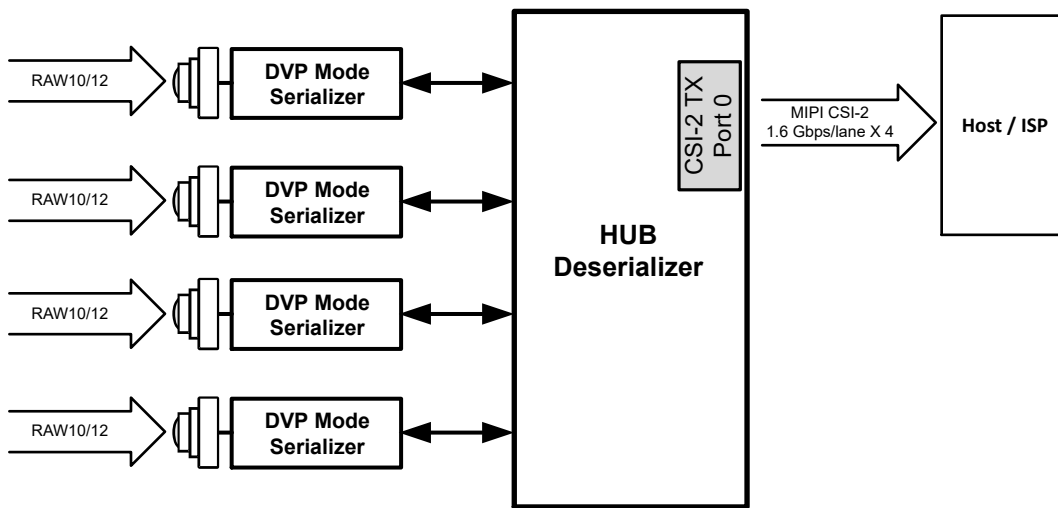 RAW10/12
DVP Mode
Serializer
RAW10/12
DVP Mode
Serializer
RAW10/12
DVP Mode
Serializer
RAW10/12
DVP Mode
Serializer
HUB
Deserializer
CSI-2 TX
Port 0
MIPI CSI-2
1.6 Gbps/lane X 4
Host / ISP